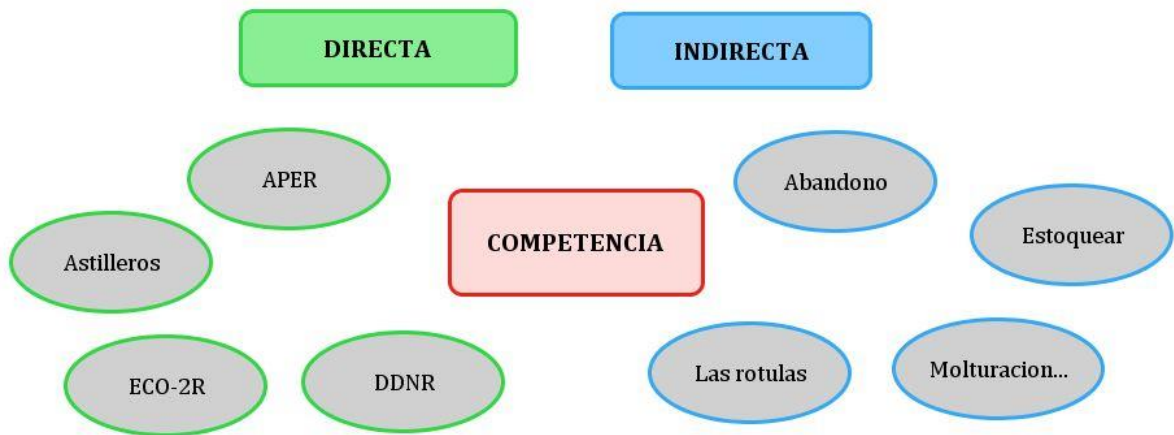 DIRECTA
INDIRECTA
APER
Abandono
Estoquear
COMPETENCIA
Astilleros
ECO-2R
DDNR
Las rotulas
Molturacion...